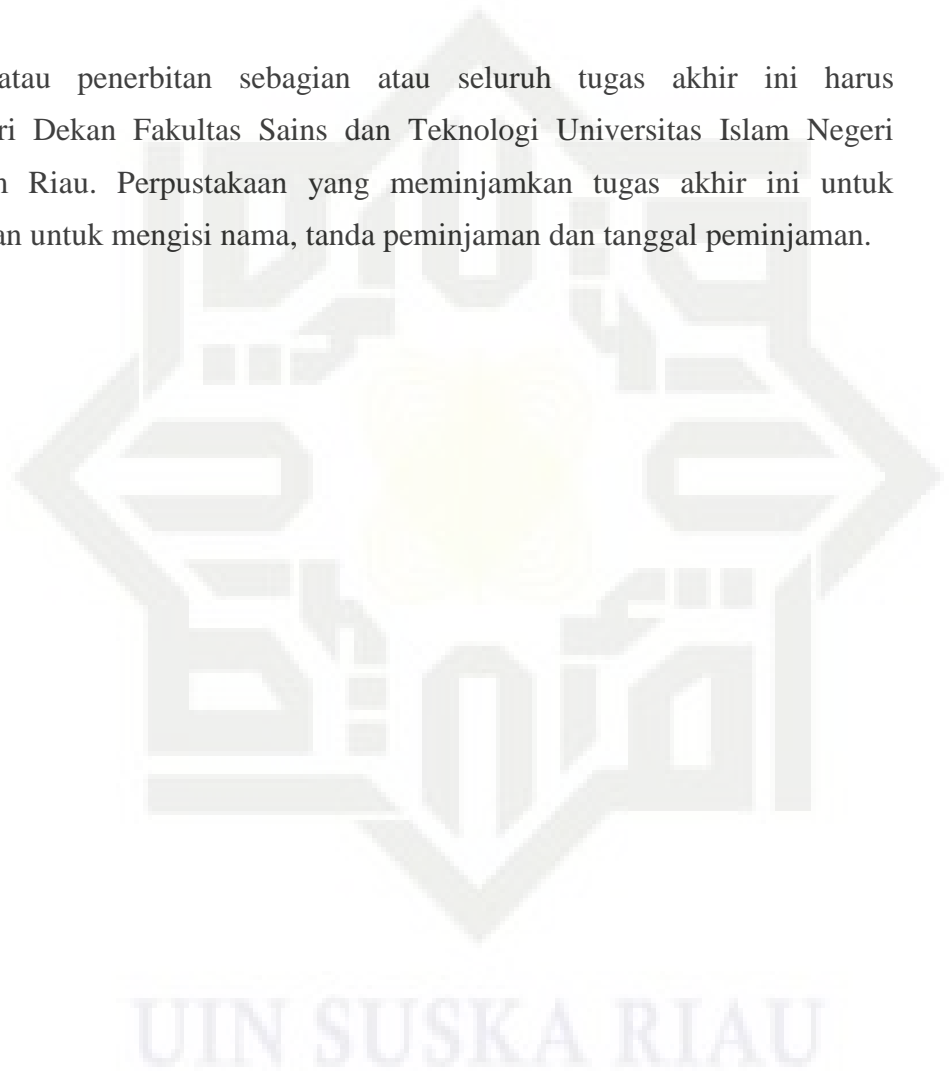 atau penerbitan sebagian atau seluruh tugas akhir ini harus
ri Dekan Fakultas Sains dan Teknologi Universitas Islam Negeri
Riau. Perpustakaan yang meminjamkan tugas akhir ini untuk
an untuk mengisi nama, tanda peminjaman dan tanggal peminjaman.
UIN SUSKA RIAU